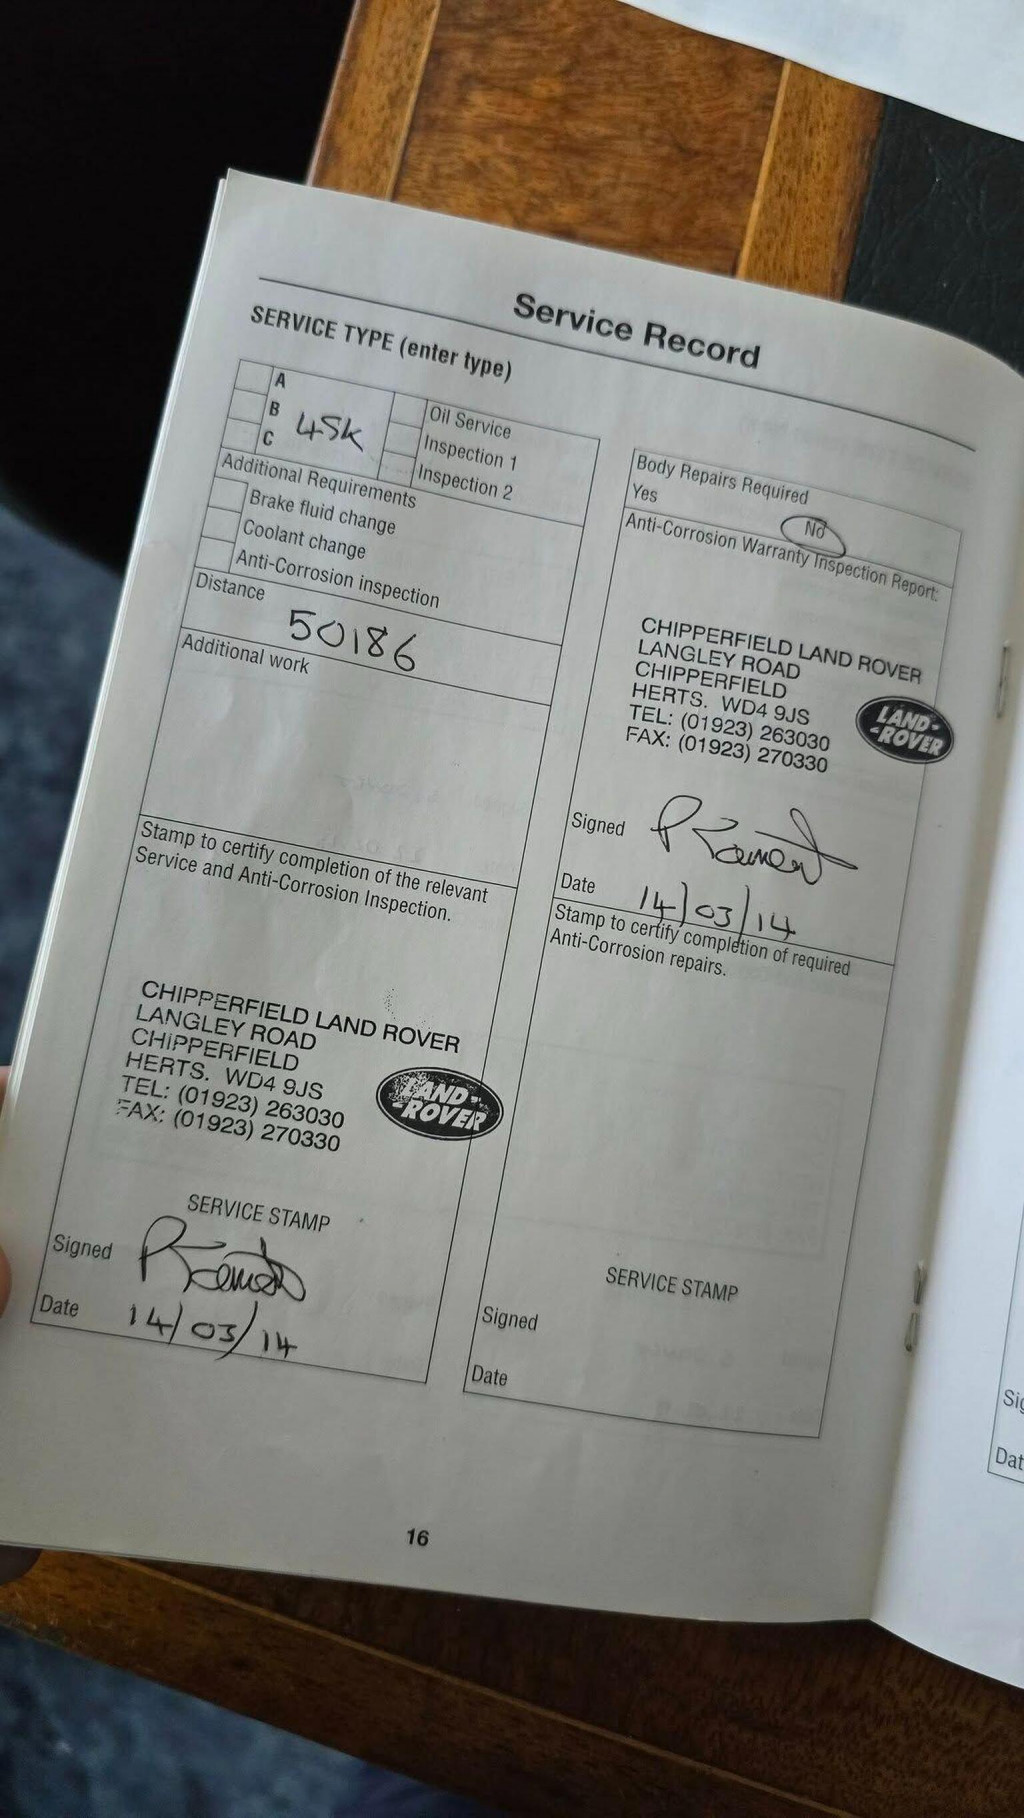 Service Record
SERVICE TYPE (enter type)
A
B
C
45K
Oil Service
Inspection 1
Inspection 2
Additional Requirements
Brake fluid change
Coolant change
Anti-Corrosion inspection
Distance
50186
Additional work
Stamp to certify completion of the relevant
Service and Anti-Corrosion Inspection.
CHIPPERFIELD LAND ROVER
LANGLEY ROAD
CHIPPERFIELD
HERTS. WD4 9JS
TEL: (01923) 263030
FAX: (01923) 270330
LAND-
-ROVER
SERVICE STAMP
Signed
Date 14/03/14
Body Repairs Required
Yes No
Anti-Corrosion Warranty Inspection Report:
CHIPPERFIELD LAND ROVER
LANGLEY ROAD
CHIPPERFIELD
HERTS. WD4 9JS
TEL: (01923) 263030
FAX: (01923) 270330
LAND-
-ROVER
Signed
Date 14/03/14
Stamp to certify completion of required
Anti-Corrosion repairs.
SERVICE STAMP
Signed
Date
16